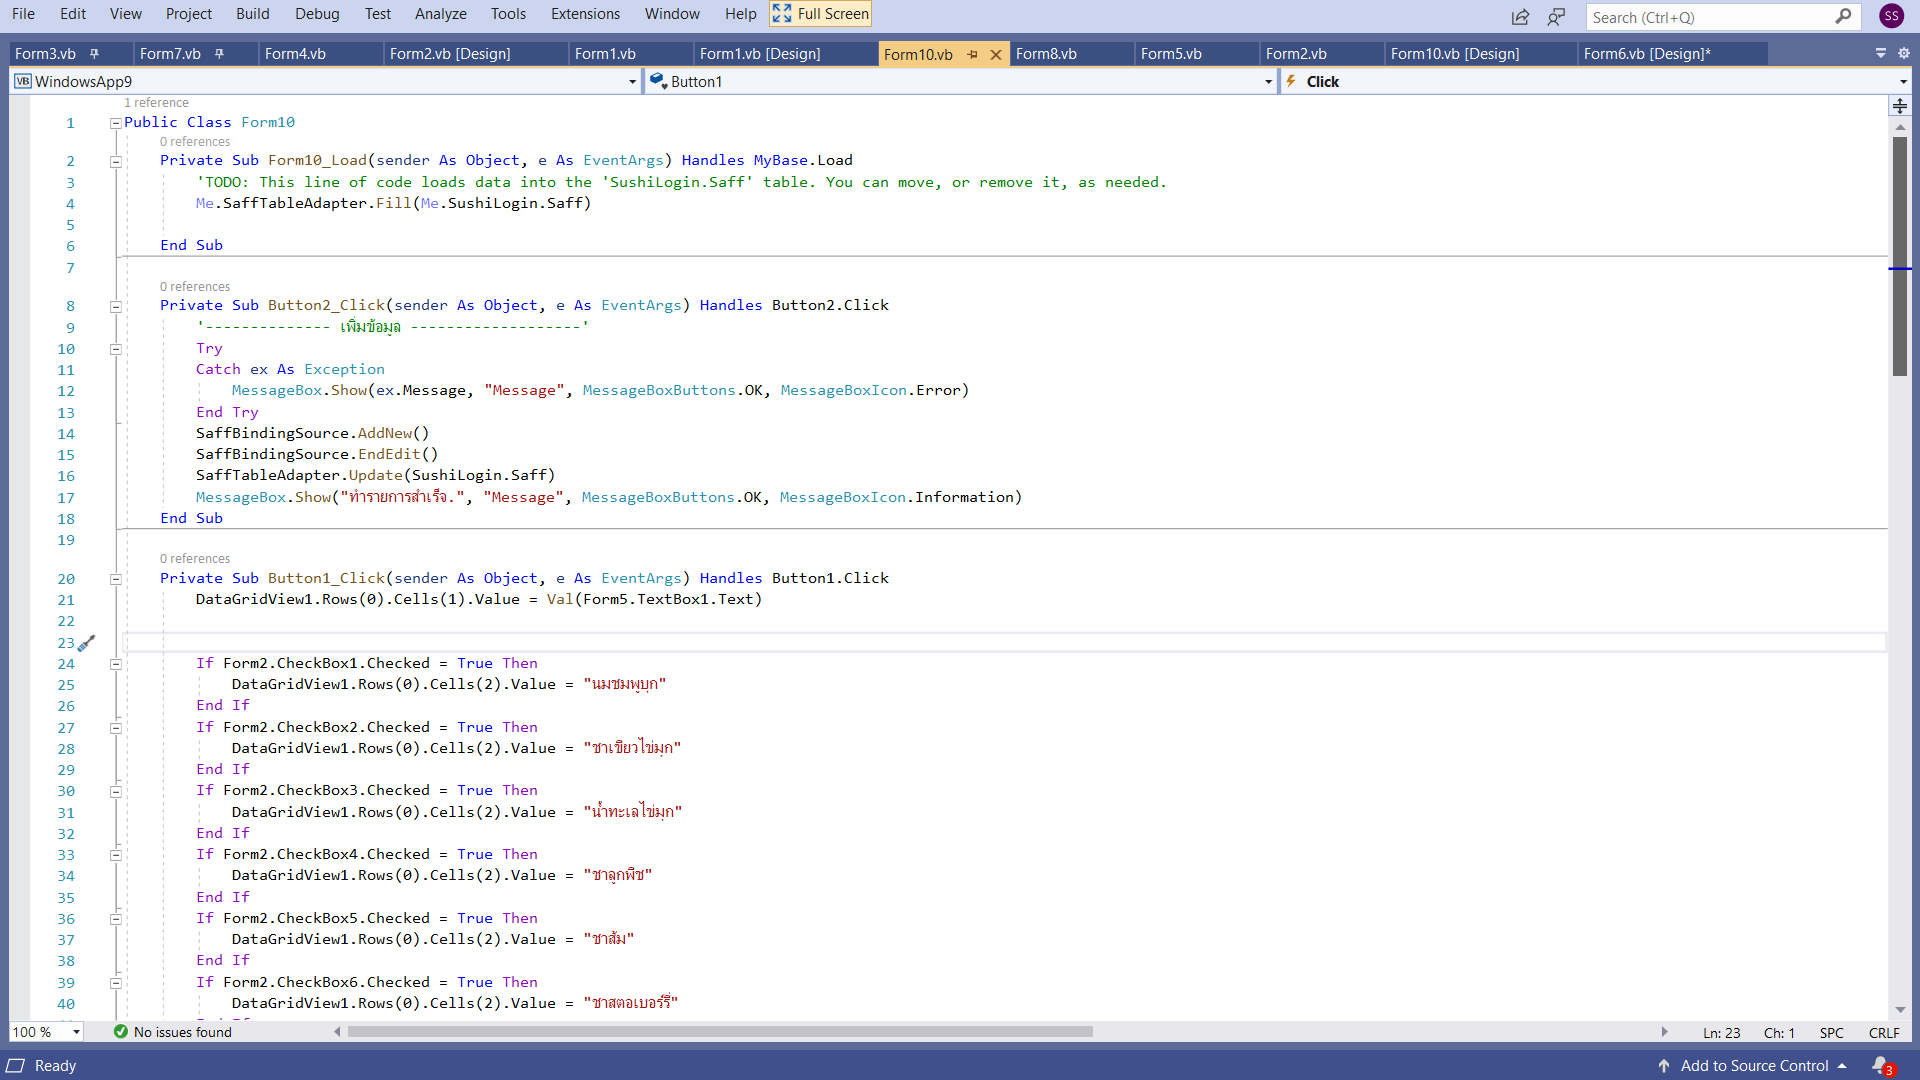 File Edit View Project Build Debug Test Analyze Tools Extensions Window Help Full Screen Search (Ctrl+Q) SS
Form3.vb Form7.vb Form4.vb Form2.vb [Design] Form1.vb Form1.vb [Design] Form10.vb Form8.vb Form5.vb Form2.vb Form10.vb [Design] Form6.vb [Design]*
VB WindowsApp9 Button1 Click
1 reference
1 Public Class Form10
0 references
2 Private Sub Form10_Load(sender As Object, e As EventArgs) Handles MyBase.Load
3 'TODO: This line of code loads data into the 'SushiLogin.Saff' table. You can move, or remove it, as needed.
4 Me.SaffTableAdapter.Fill(Me.SushiLogin.Saff)
5
6 End Sub
7
0 references
8 Private Sub Button2_Click(sender As Object, e As EventArgs) Handles Button2.Click
9 '-------------- เพิ่มข้อมูล -------------------'
10 Try
11 Catch ex As Exception
12 MessageBox.Show(ex.Message, "Message", MessageBoxButtons.OK, MessageBoxIcon.Error)
13 End Try
14 SaffBindingSource.AddNew()
15 SaffBindingSource.EndEdit()
16 SaffTableAdapter.Update(SushiLogin.Saff)
17 MessageBox.Show("ทำรายการสำเร็จ.", "Message", MessageBoxButtons.OK, MessageBoxIcon.Information)
18 End Sub
19
0 references
20 Private Sub Button1_Click(sender As Object, e As EventArgs) Handles Button1.Click
21 DataGridView1.Rows(0).Cells(1).Value = Val(Form5.TextBox1.Text)
22
23
24 If Form2.CheckBox1.Checked = True Then
25 DataGridView1.Rows(0).Cells(2).Value = "นมชมพูบุก"
26 End If
27 If Form2.CheckBox2.Checked = True Then
28 DataGridView1.Rows(0).Cells(2).Value = "ชาเขียวไข่มุก"
29 End If
30 If Form2.CheckBox3.Checked = True Then
31 DataGridView1.Rows(0).Cells(2).Value = "น้ำทะเลไข่มุก"
32 End If
33 If Form2.CheckBox4.Checked = True Then
34 DataGridView1.Rows(0).Cells(2).Value = "ชาลูกพีช"
35 End If
36 If Form2.CheckBox5.Checked = True Then
37 DataGridView1.Rows(0).Cells(2).Value = "ชาส้ม"
38 End If
39 If Form2.CheckBox6.Checked = True Then
40 DataGridView1.Rows(0).Cells(2).Value = "ชาสตอเบอร์รี่"
100 % No issues found Ln: 23 Ch: 1 SPC CRLF
Ready Add to Source Control 3